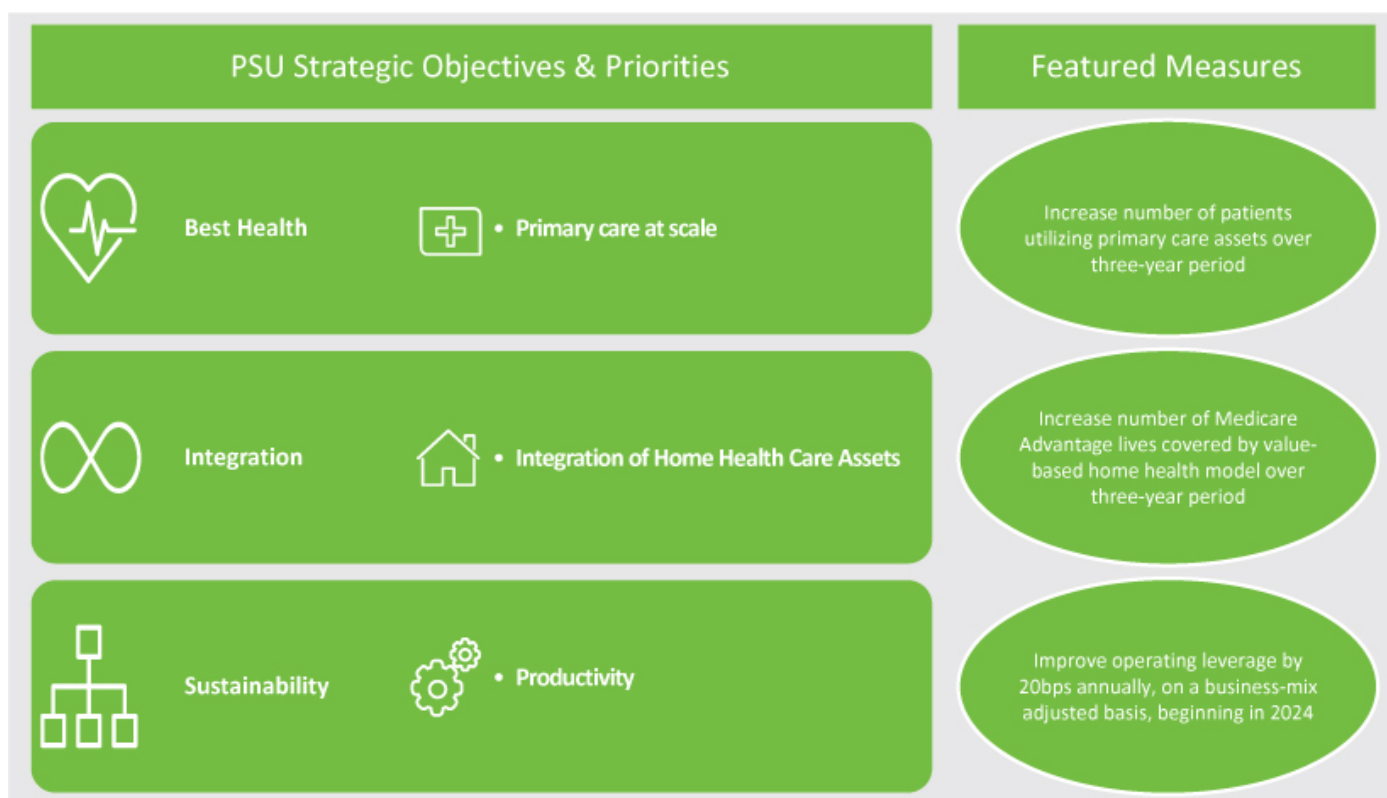 PSU Strategic Objectives & Priorities
Featured Measures
Best Health
• Primary care at scale
Increase number of patients
utilizing primary care assets over
three-year period
Integration
• Integration of Home Health Care Assets
Increase number of Medicare
Advantage lives covered by value-
based home health model over
three-year period
Sustainability
• Productivity
Improve operating leverage by
20bps annually, on a business-mix
adjusted basis, beginning in 2024